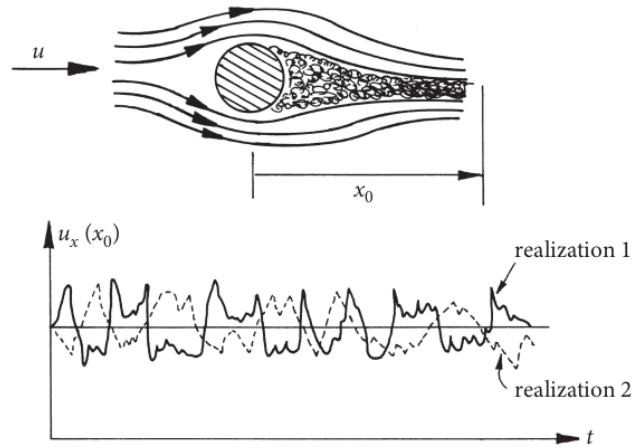 u
x₀
uₓ (x₀)
realization 1
realization 2
t